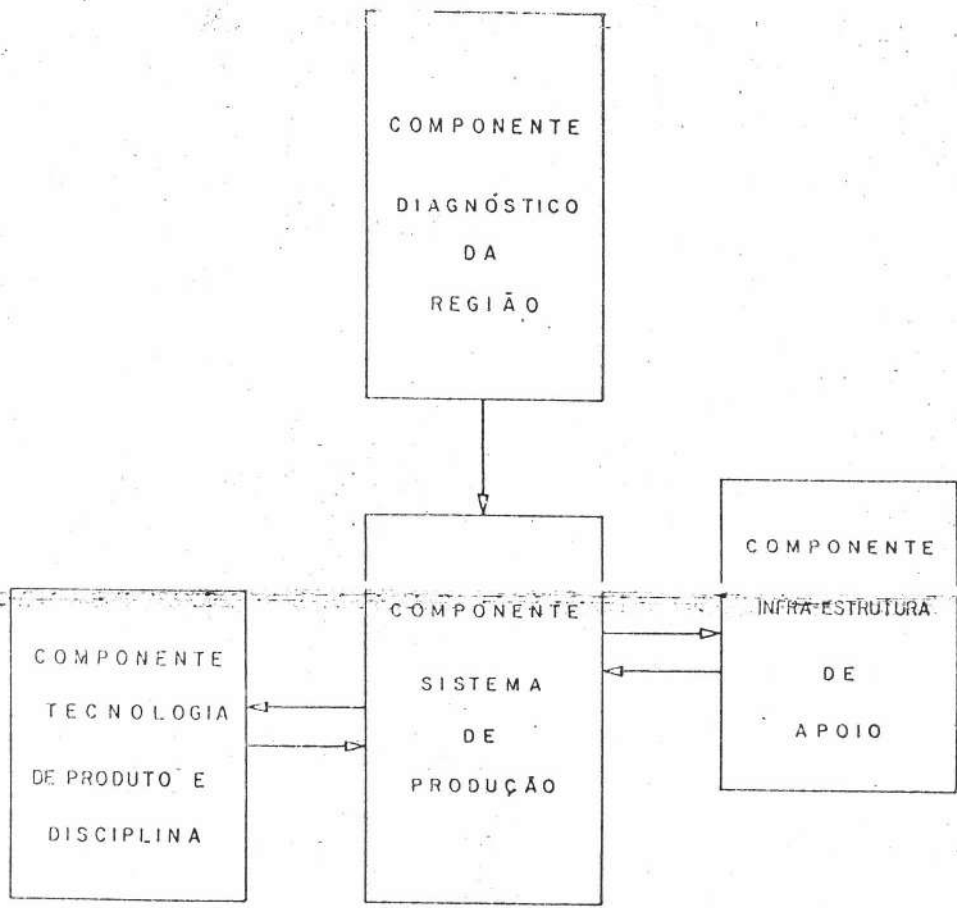 COMPONENTE
DIAGNÓSTICO
DA
REGIÃO
COMPONENTE
TECNOLOGIA
DE PRODUTO E
DISCIPLINA
COMPONENTE
SISTEMA
DE
PRODUÇÃO
COMPONENTE
INFRA-ESTRUTURA
DE
APOIO